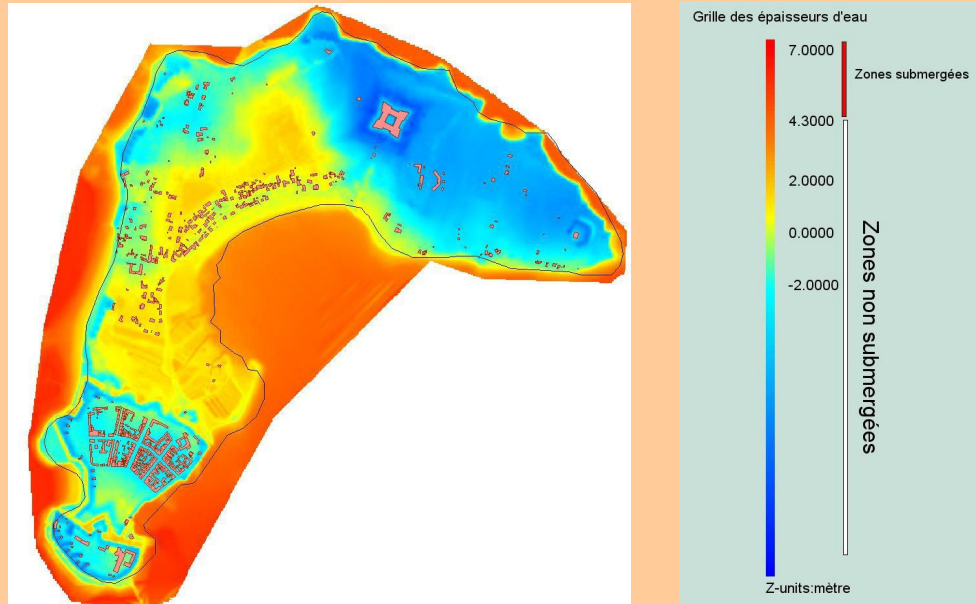 Grille des épaisseurs d'eau
7.0000
Zones submergées
4.3000
2.0000
0.0000
-2.0000
Zones non submergées
Z-units:mètre